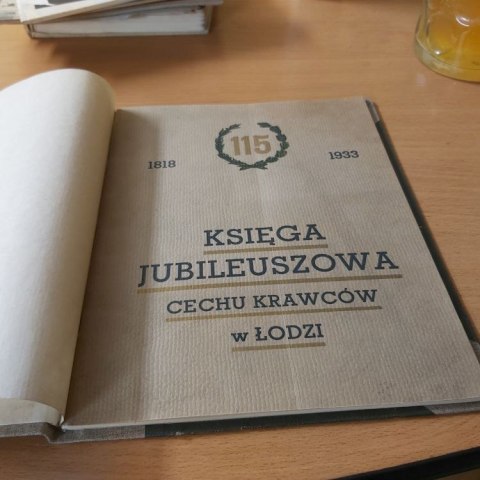 115
1818 1933
KSIĘGA
JUBILEUSZOWA
CECHU KRAWCÓW
w ŁODZI